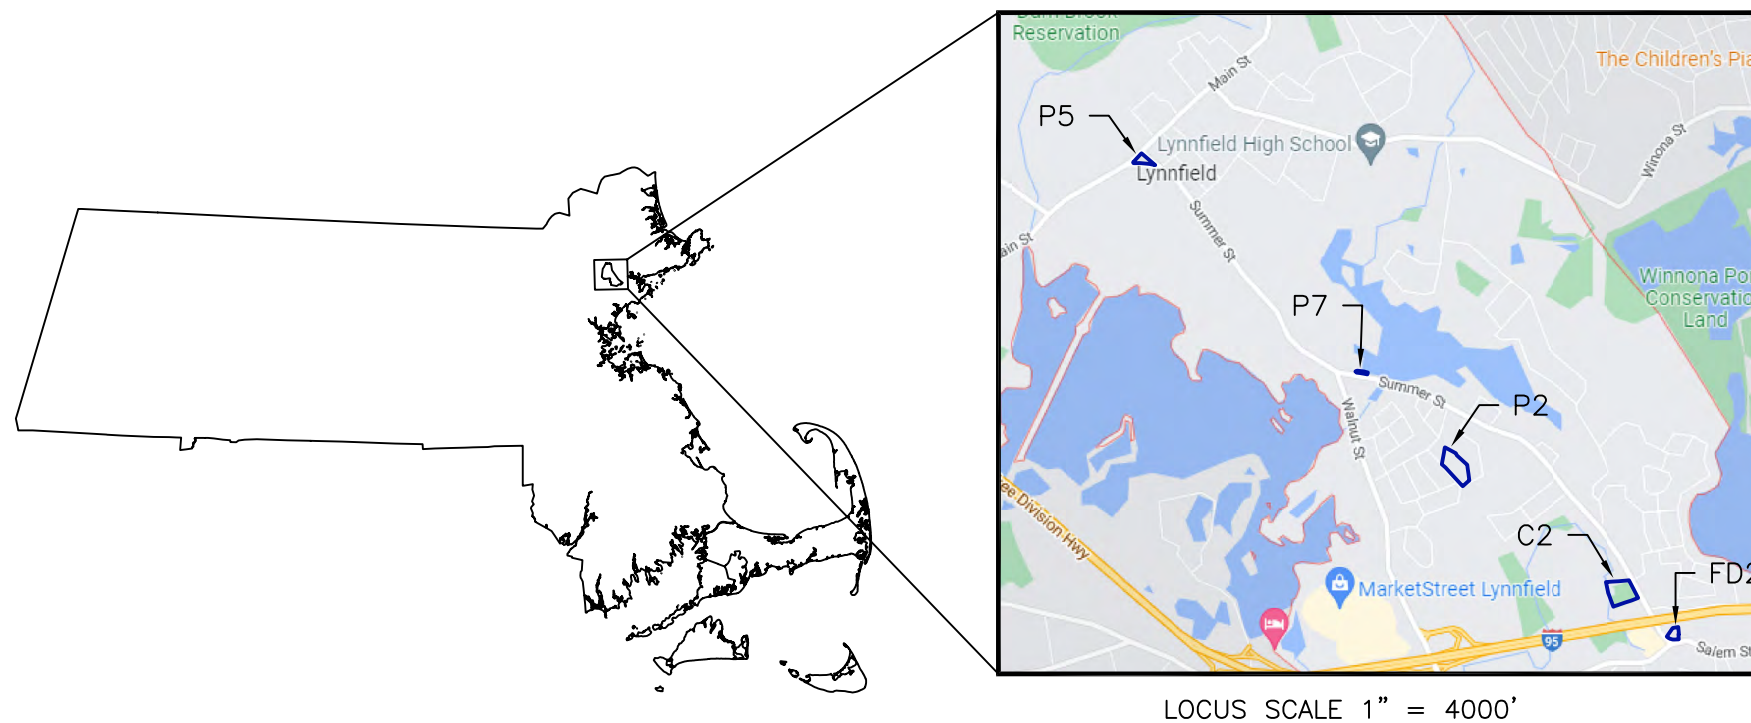 Reservation
Main St
The Children's Pia
P5
Lynnfield High School
Winona St
Lynnfield
Summer St
ain St
Winnona Po
Conservatio
Land
P7
Summer St
Walnut St
P2
ee Division Hwy
C2
FD2
MarketStreet Lynnfield
95
Salem St
LOCUS SCALE 1" = 4000'